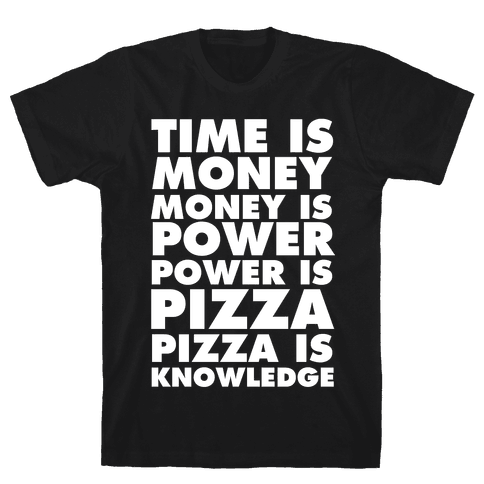 TIME IS
MONEY
MONEY IS
POWER
POWER IS
PIZZA
PIZZA IS
KNOWLEDGE